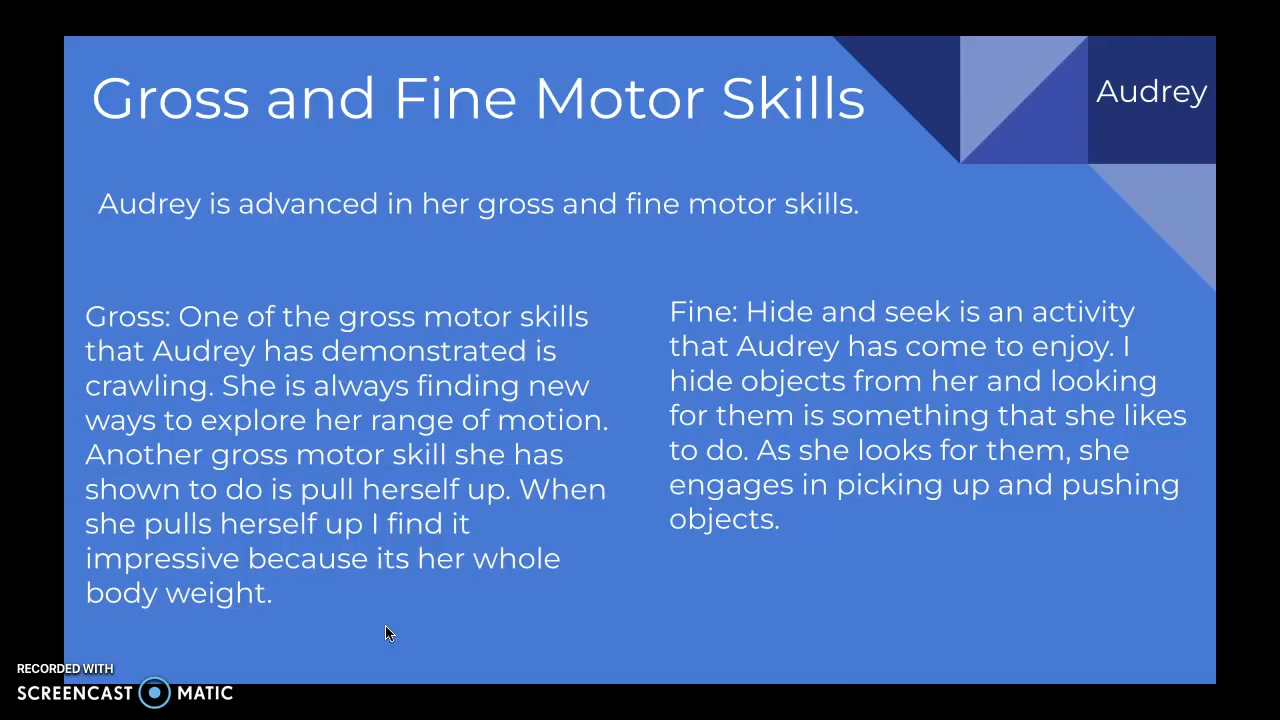 Gross and Fine Motor Skills
Audrey
Audrey is advanced in her gross and fine motor skills.
Gross: One of the gross motor skills
that Audrey has demonstrated is
crawling. She is always finding new
ways to explore her range of motion.
Another gross motor skill she has
shown to do is pull herself up. When
she pulls herself up I find it
impressive because its her whole
body weight.
Fine: Hide and seek is an activity
that Audrey has come to enjoy. I
hide objects from her and looking
for them is something that she likes
to do. As she looks for them, she
engages in picking up and pushing
objects.
RECORDED WITH
SCREENCAST MATIC